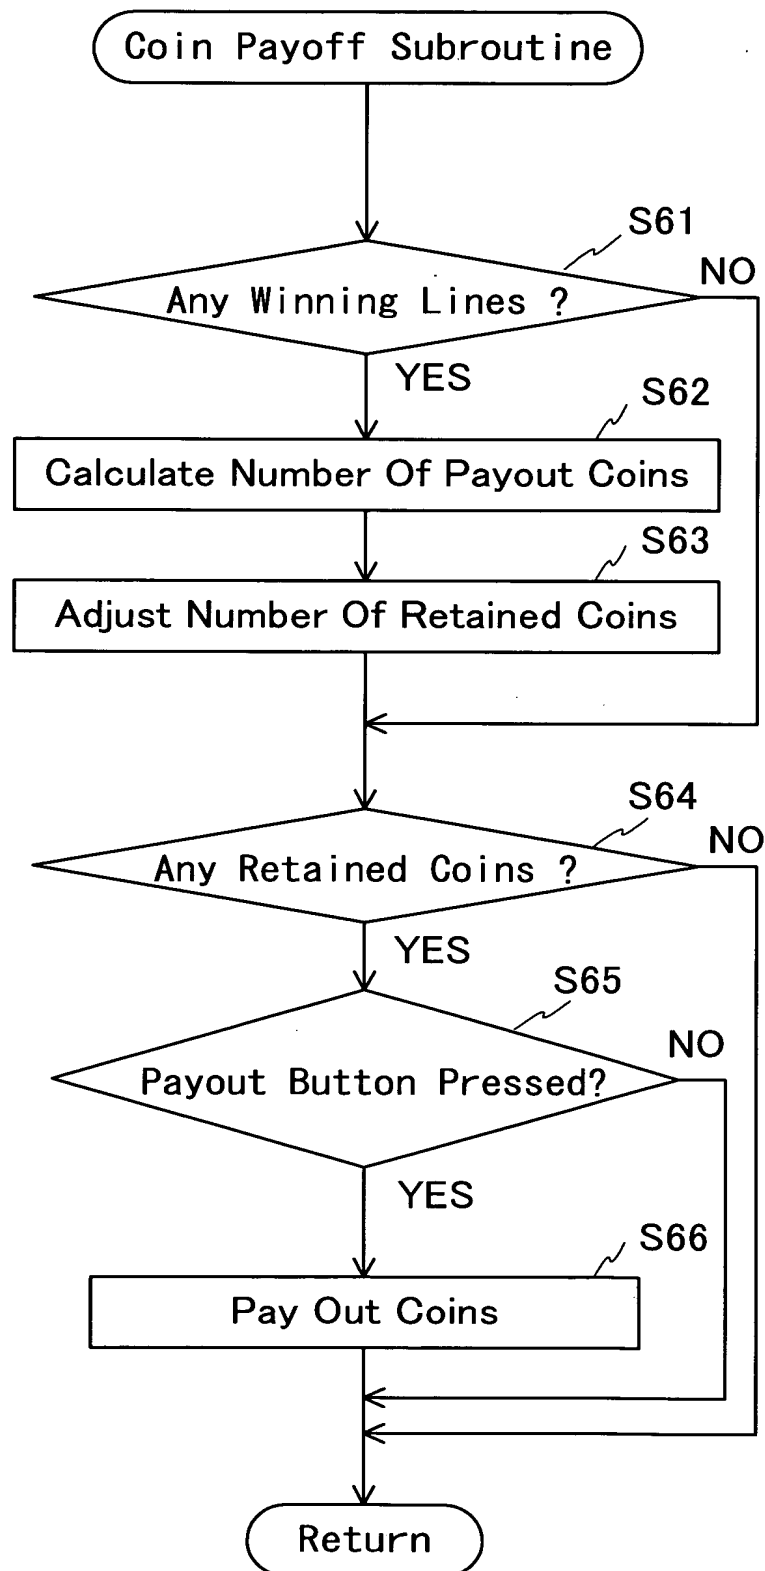 Coin Payoff Subroutine
S61
NO
Any Winning Lines ?
YES
S62
Calculate Number Of Payout Coins
S63
Adjust Number Of Retained Coins
S64
NO
Any Retained Coins ?
YES
S65
NO
Payout Button Pressed?
YES
S66
Pay Out Coins
Return